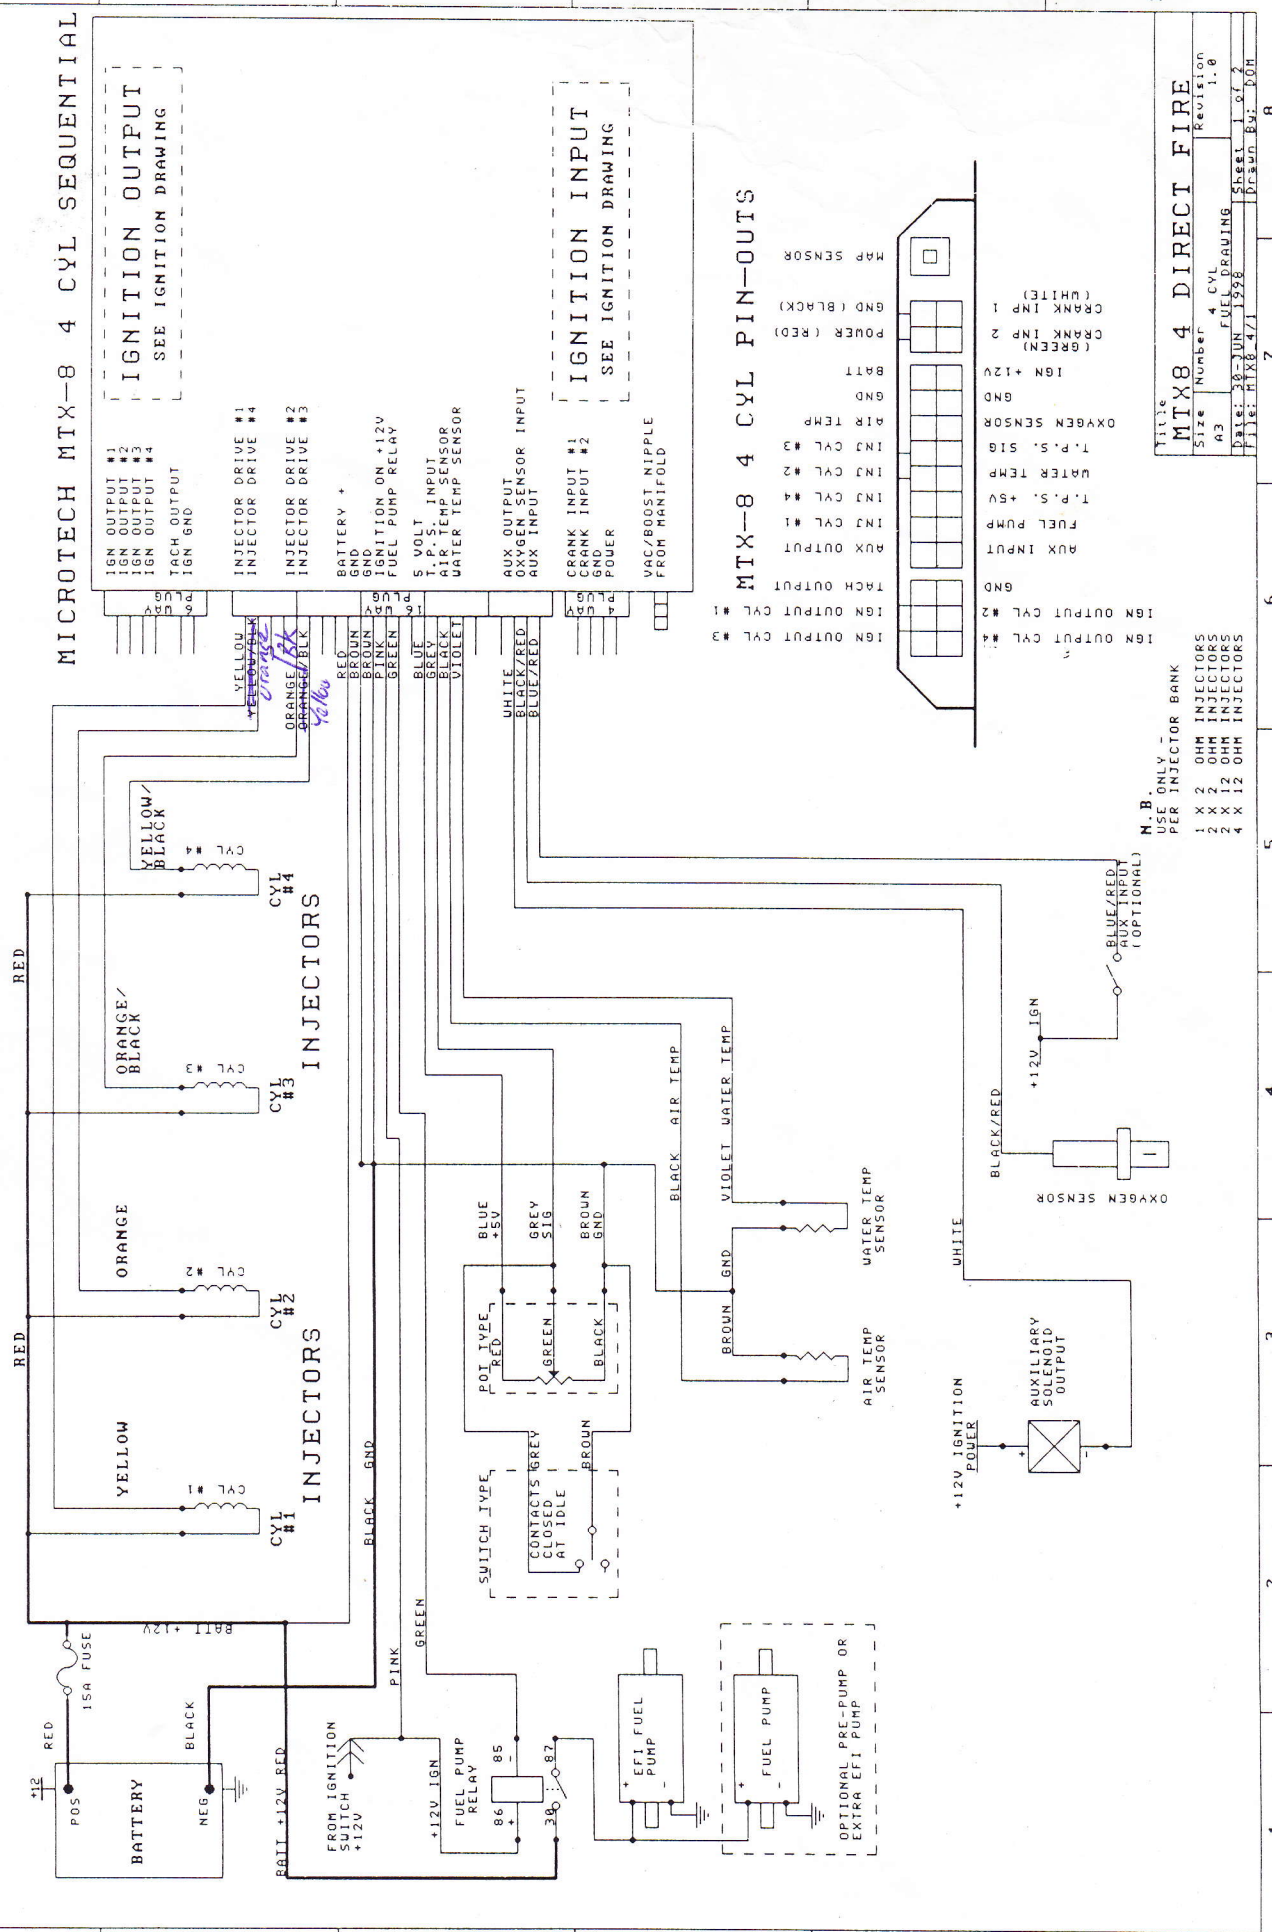 MICROTECH MTX-8 4 CYL SEQUENTIAL
IGNITION OUTPUT
SEE IGNITION DRAWING
IGN OUTPUT #1
IGN OUTPUT #2
IGN OUTPUT #3
IGN OUTPUT #4
TACH OUTPUT
IGN GND
INJECTOR DRIVE #1
INJECTOR DRIVE #4
INJECTOR DRIVE #2
INJECTOR DRIVE #3
BATTERY +
GND
GND
IGNITION ON +12V
FUEL PUMP RELAY
5 VOLT
T.P.S. INPUT
AIR TEMP SENSOR
WATER TEMP SENSOR
AUX OUTPUT
OXYGEN SENSOR INPUT
AUX INPUT
IGNITION INPUT
SEE IGNITION DRAWING
CRANK INPUT #1
CRANK INPUT #2
GND
POWER
VAC/BOOST NIPPLE
FROM MANIFOLD
6 WAY
PLUG
16 WAY
PLUG
4 WAY
PLUG
YELLOW
YELLOW/BLK
Orange
ORANGE /BK
ORANGE/BLK
RED
BROWN
BROWN
PINK
GREEN
BLUE
GREY
BLACK
VIOLET
WHITE
BLACK/RED
BLUE/RED
RED
RED
YELLOW
ORANGE
ORANGE/
BLACK
YELLOW/
BLACK
CYL #1
CYL #2
CYL #3
CYL #4
CYL
#1
CYL
#2
CYL
#3
CYL
#4
INJECTORS
INJECTORS
+12
POS
NEG
BATTERY
RED
15A FUSE
BLACK
BATT +12V
BATT +12V RED
BLACK GND
PINK
GREEN
FROM IGNITION
SWITCH
+12V
+12V IGN
FUEL PUMP
RELAY
86
+
85
-
30
87
+
-
EFI FUEL
PUMP
+
-
FUEL PUMP
OPTIONAL PRE-PUMP OR
EXTRA EFI PUMP
SWITCH TYPE
CONTACTS
CLOSED
AT IDLE
GREY
BROWN
POT TYPE
RED
GREEN
BLACK
BLUE
+5V
GREY
SIG
BROWN
GND
BLACK AIR TEMP
VIOLET WATER TEMP
BROWN GND
AIR TEMP
SENSOR
WATER TEMP
SENSOR
WHITE
+12V IGNITION
POWER
+
-
AUXILIARY
SOLENOID
OUTPUT
BLACK/RED
OXYGEN SENSOR
+12V IGN
BLUE/RED
AUX INPUT
(OPTIONAL)
MTX-8 4 CYL PIN-OUTS
IGN OUTPUT CYL #3
IGN OUTPUT CYL #1
TACH OUTPUT
AUX OUTPUT
INJ CYL #1
INJ CYL #4
INJ CYL #2
INJ CYL #3
AIR TEMP
GND
BATT
POWER (RED)
GND (BLACK)
MAP SENSOR
IGN OUTPUT CYL #4
IGN OUTPUT CYL #2
GND
AUX INPUT
FUEL PUMP
T.P.S. +5V
WATER TEMP
T.P.S. SIG
OXYGEN SENSOR
GND
IGN +12V
CRANK INP 2
(GREEN)
CRANK INP 1
(WHITE)
N.B.
USE ONLY -
PER INJECTOR BANK
1 X 2 OHM INJECTORS
2 X 2 OHM INJECTORS
2 X 12 OHM INJECTORS
4 X 12 OHM INJECTORS
Title
MTX8 4 DIRECT FIRE
Size
A3
Number
4 CYL
FUEL DRAWING
Revision
1.0
Date: 30-JUN 1998
Sheet 1 of 2
File: MTX8-4/1
Drawn By: DOM
1
2
3
4
5
6
7
8